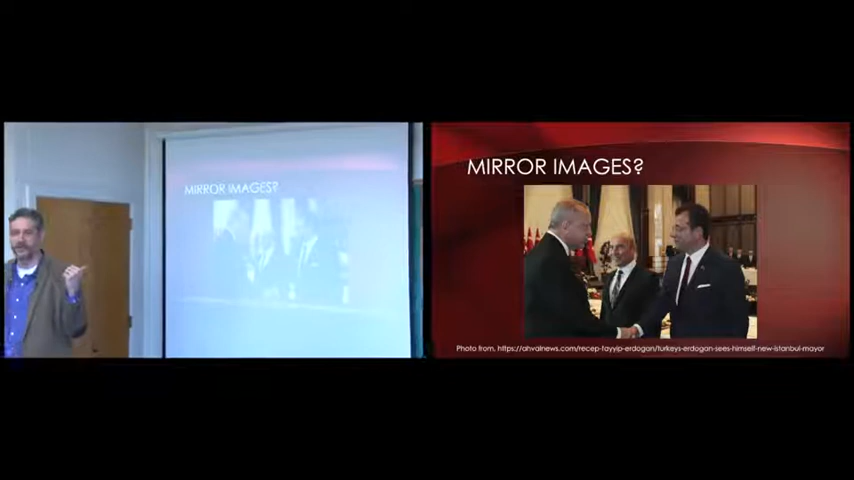 MIRROR IMAGES?
MIRROR IMAGES?
Photo from, https://ahvalnews.com/recep-tayyip-erdogan/turkeys-erdogan-sees-himself-new-istanbul-mayor